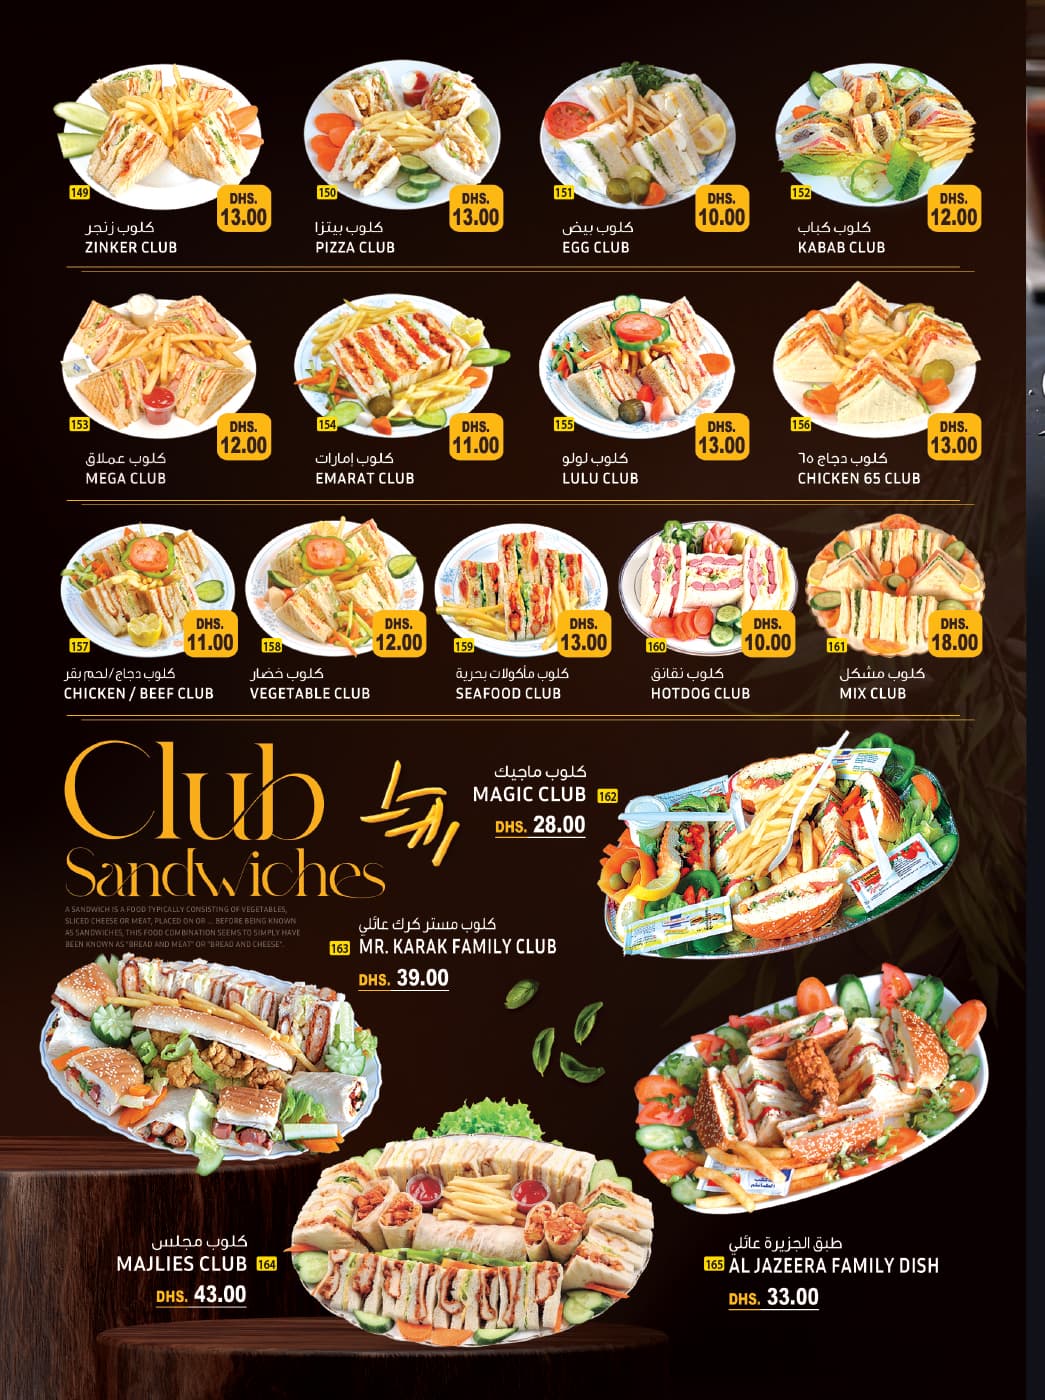 149
DHS.
13.00
كلوب زنجر
ZINKER CLUB
150
DHS.
13.00
كلوب بيتزا
PIZZA CLUB
151
DHS.
10.00
كلوب بيض
EGG CLUB
152
DHS.
12.00
كلوب كباب
KABAB CLUB
153
DHS.
12.00
كلوب عملاق
MEGA CLUB
154
DHS.
11.00
كلوب إمارات
EMARAT CLUB
155
DHS.
13.00
كلوب لولو
LULU CLUB
156
DHS.
13.00
كلوب دجاج ٦٥
CHICKEN 65 CLUB
157
DHS.
11.00
كلوب دجاج/لحم بقر
CHICKEN / BEEF CLUB
158
DHS.
12.00
كلوب خضار
VEGETABLE CLUB
159
DHS.
13.00
كلوب مأكولات بحرية
SEAFOOD CLUB
160
DHS.
10.00
كلوب نقانق
HOTDOG CLUB
161
DHS.
18.00
كلوب مشكل
MIX CLUB
Club
Sandwiches
A SANDWICH IS A FOOD TYPICALLY CONSISTING OF VEGETABLES,
SLICED CHEESE OR MEAT, PLACED ON OR ... BEFORE BEING KNOWN
AS SANDWICHES, THIS FOOD COMBINATION SEEMS TO SIMPLY HAVE
BEEN KNOWN AS "BREAD AND MEAT" OR "BREAD AND CHEESE".
كلوب ماجيك
MAGIC CLUB 162
DHS. 28.00
كلوب مستر كرك عائلي
163 MR. KARAK FAMILY CLUB
DHS. 39.00
كلوب مجلس
MAJLIES CLUB 164
DHS. 43.00
طبق الجزيرة عائلي
165 AL JAZEERA FAMILY DISH
DHS. 33.00